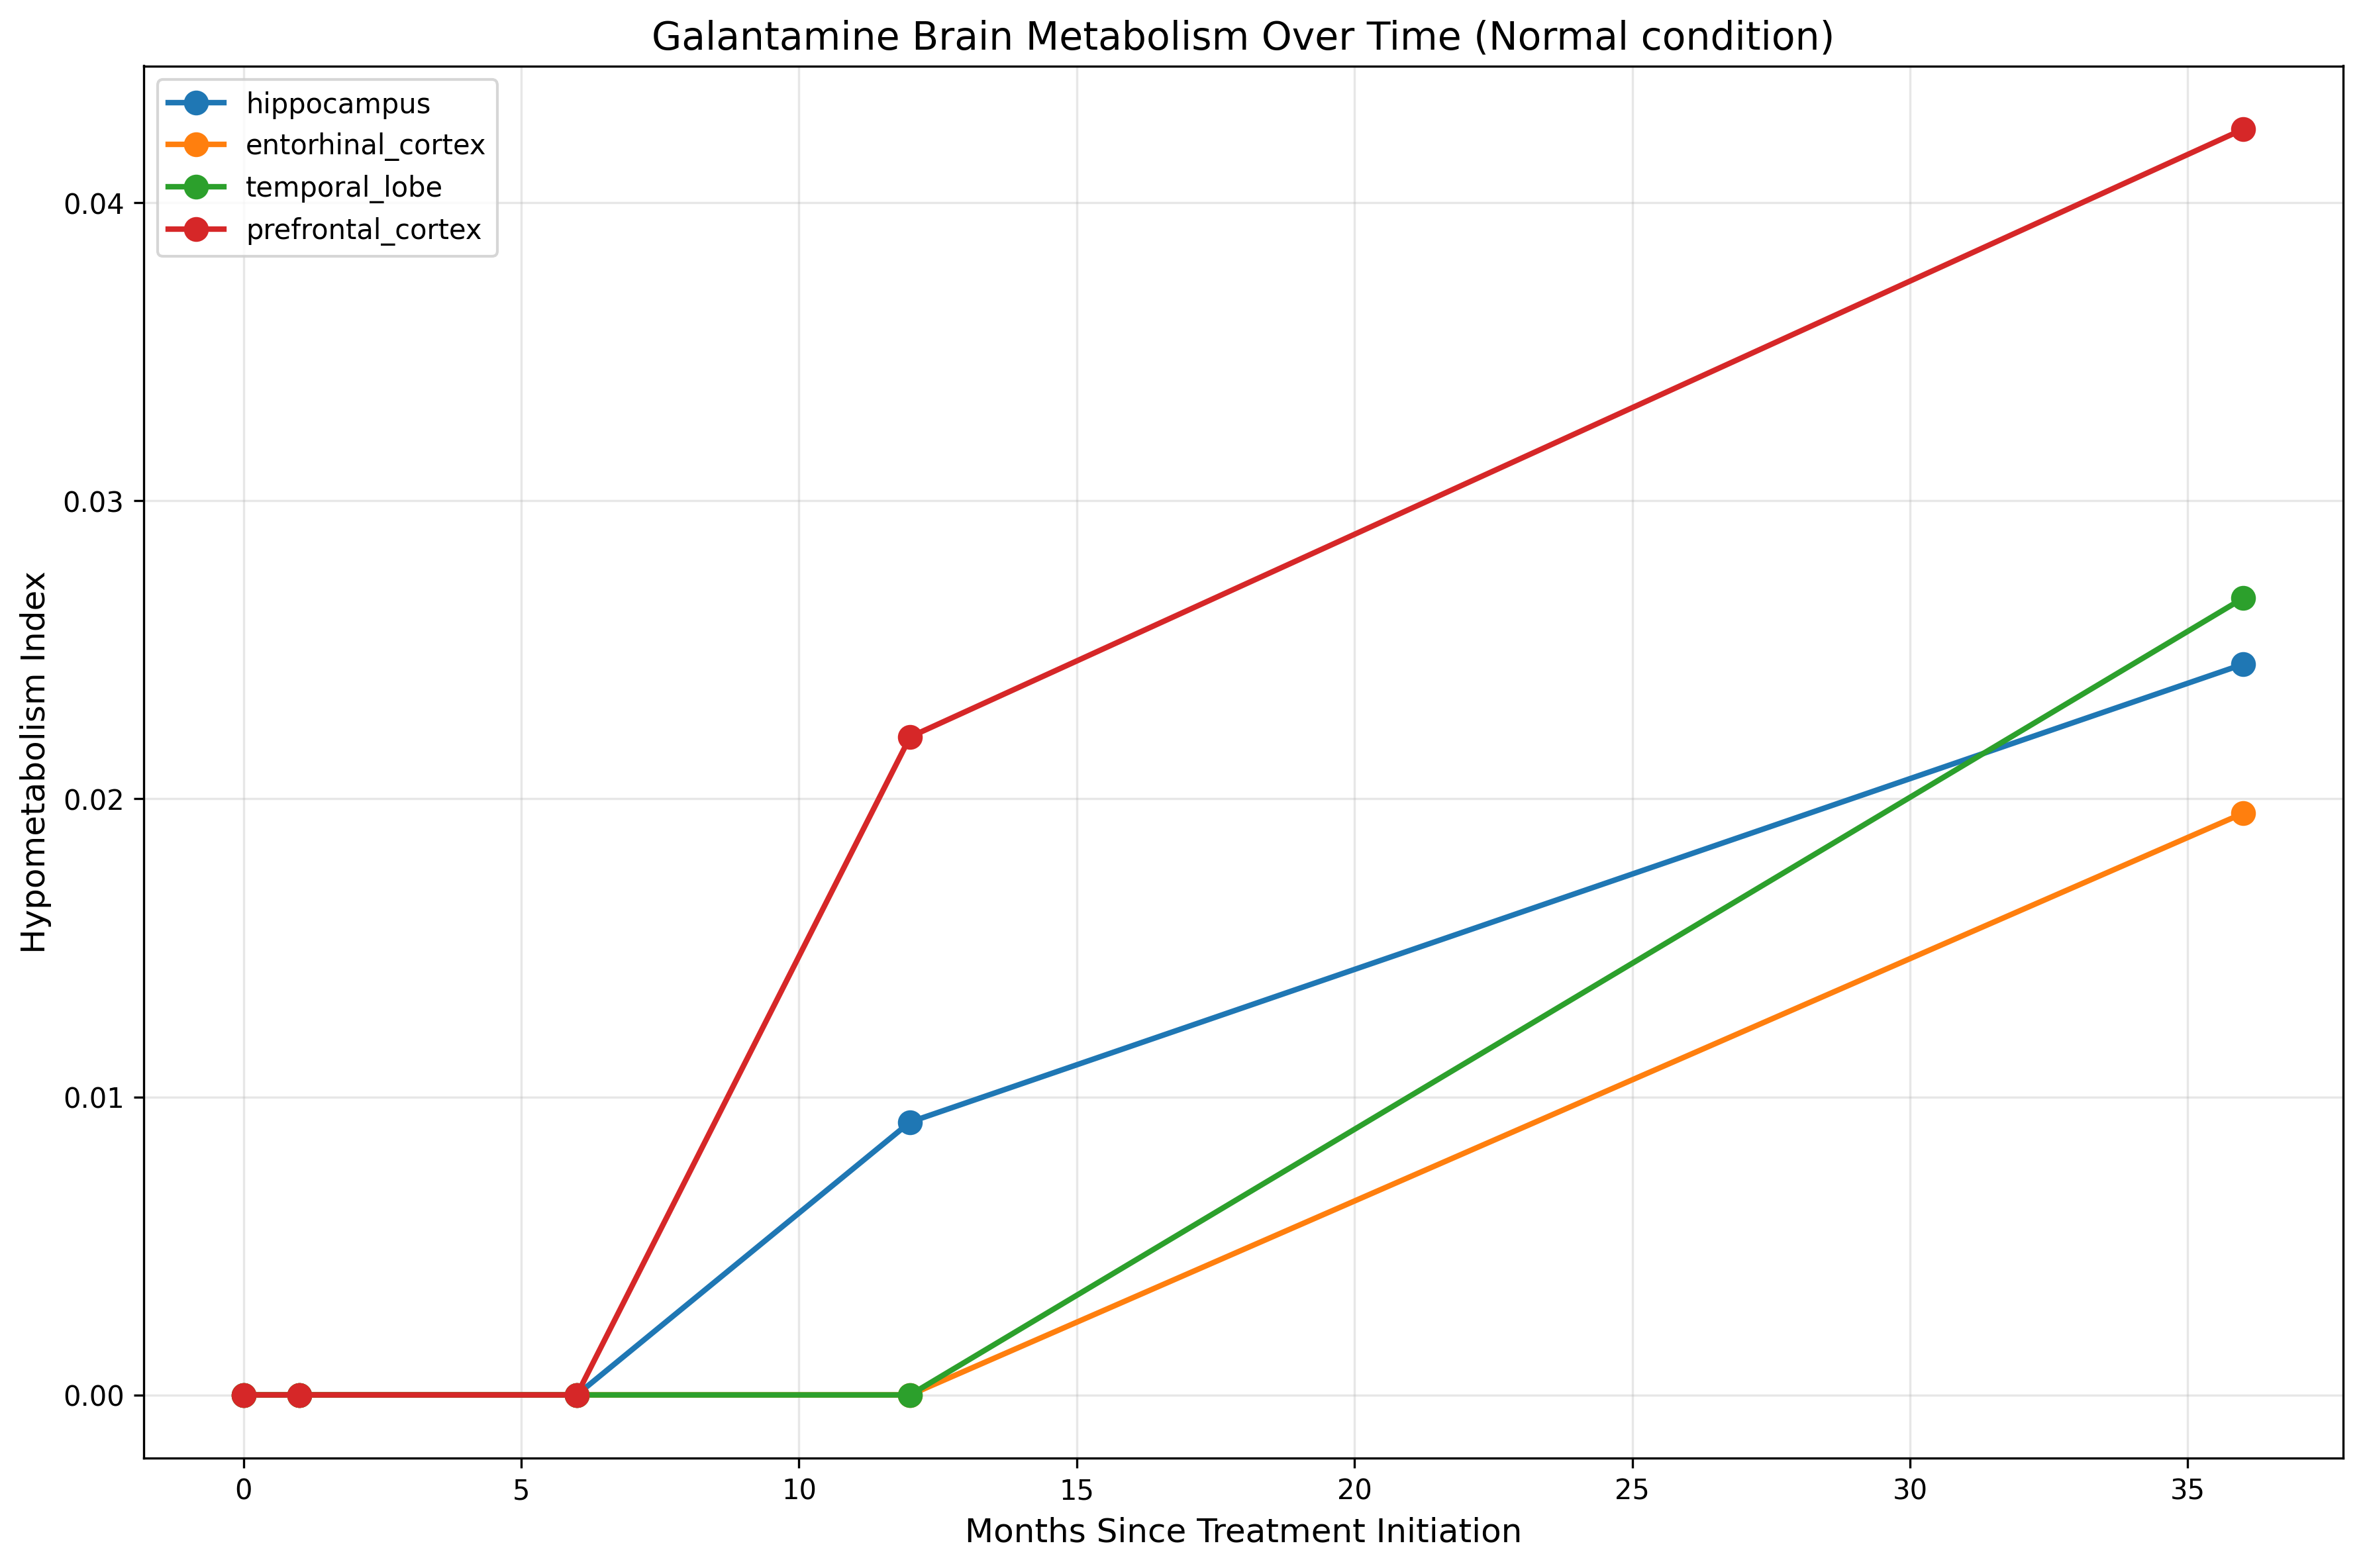 Galantamine Brain Metabolism Over Time (Normal condition)
hippocampus
entorhinal_cortex
temporal_lobe
prefrontal_cortex
Hypometabolism Index
0.04
0.03
0.02
0.01
0.00
0 5 10 15 20 25 30 35
Months Since Treatment Initiation